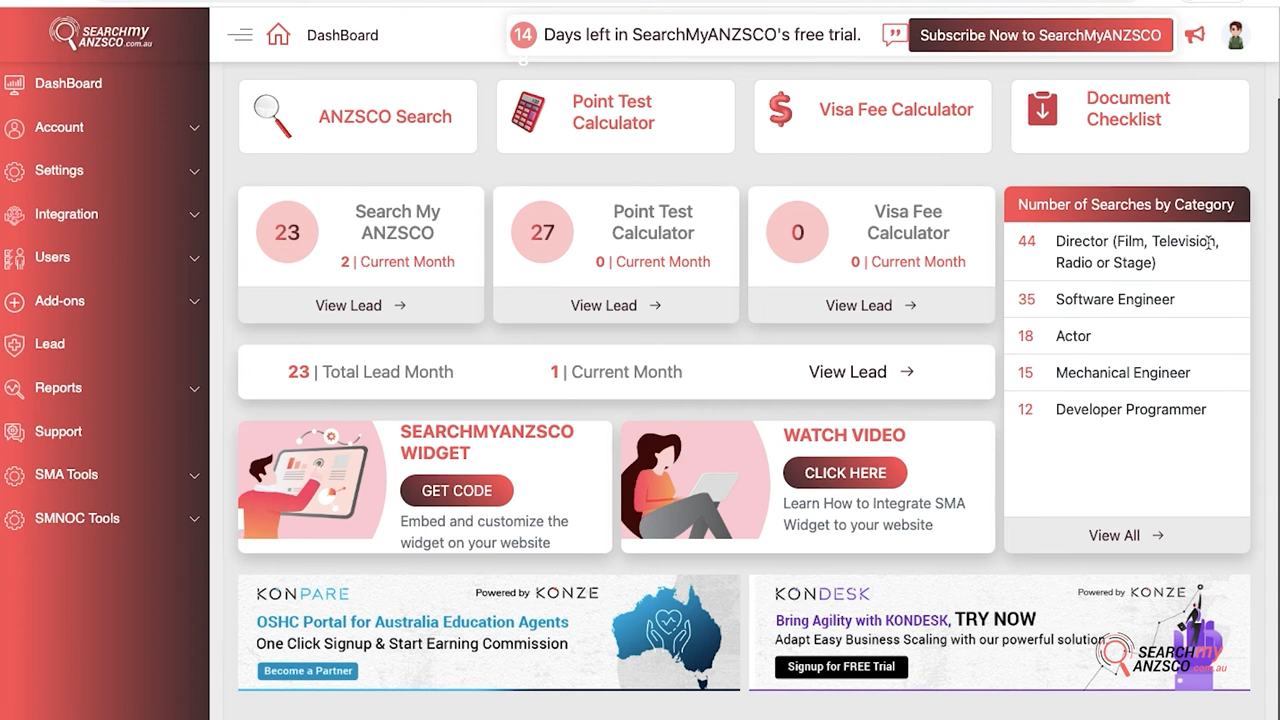 SEARCHmy
ANZSCO.com.au
DashBoard
14 Days left in SearchMyANZSCO's free trial.
Subscribe Now to SearchMyANZSCO
DashBoard
Account
Settings
Integration
Users
Add-ons
Lead
Reports
Support
SMA Tools
SMNOC Tools
ANZSCO Search
Point Test
Calculator
Visa Fee Calculator
Document
Checklist
23
Search My
ANZSCO
2 | Current Month
View Lead
27
Point Test
Calculator
0 | Current Month
View Lead
0
Visa Fee
Calculator
0 | Current Month
View Lead
Number of Searches by Category
44 Director (Film, Television,
Radio or Stage)
35 Software Engineer
18 Actor
15 Mechanical Engineer
12 Developer Programmer
View All
23 | Total Lead Month
1 | Current Month
View Lead
SEARCHMYANZSCO
WIDGET
GET CODE
Embed and customize the
widget on your website
WATCH VIDEO
CLICK HERE
Learn How to Integrate SMA
Widget to your website
KONPARE
Powered by KONZE
OSHC Portal for Australia Education Agents
One Click Signup & Start Earning Commission
Become a Partner
KONDESK
Powered by KONZE
Bring Agility with KONDESK, TRY NOW
Adapt Easy Business Scaling with our powerful solution
Signup for FREE Trial
SEARCHmy
ANZSCO.com.au